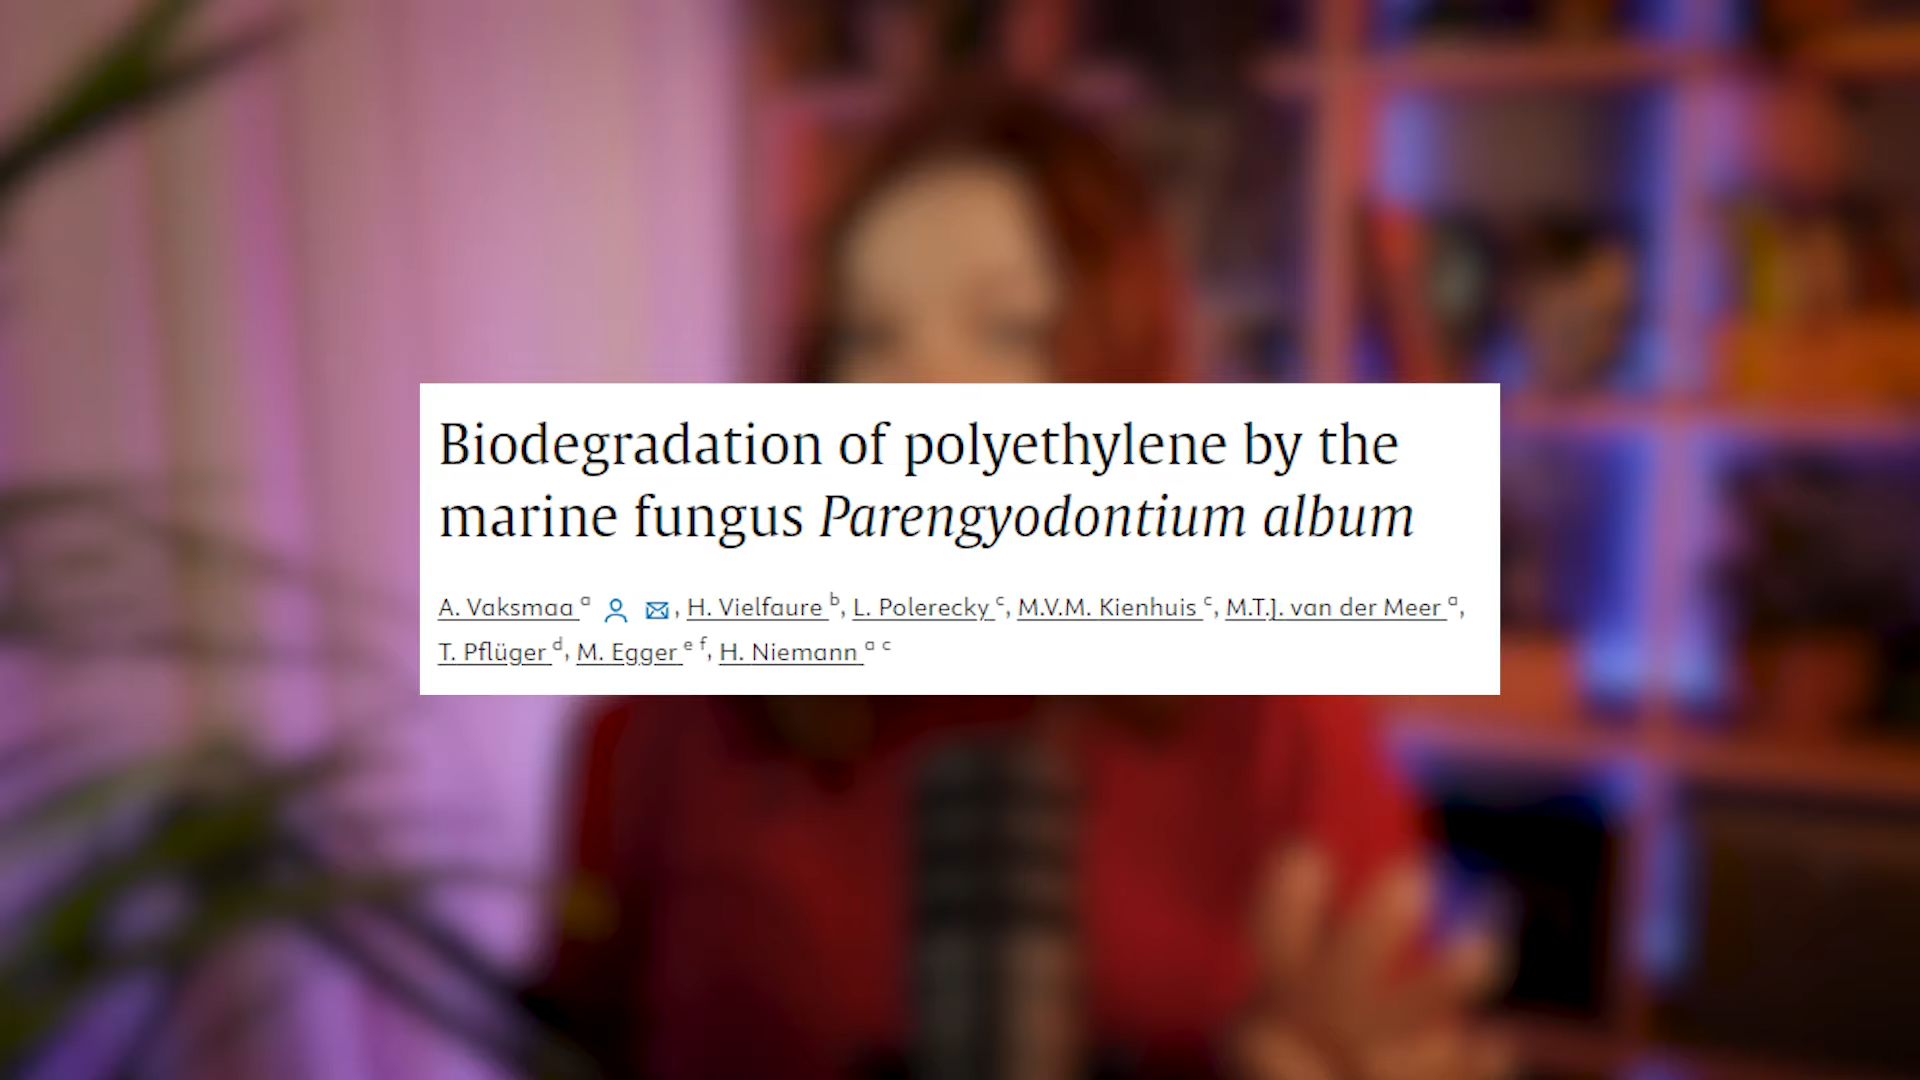 Biodegradation of polyethylene by the
marine fungus Parengyodontium album
A. Vaksmaa a, H. Vielfaure b, L. Polerecky c, M.V.M. Kienhuis c, M.T.J. van der Meer a,
T. Pflüger d, M. Egger e f, H. Niemann a c